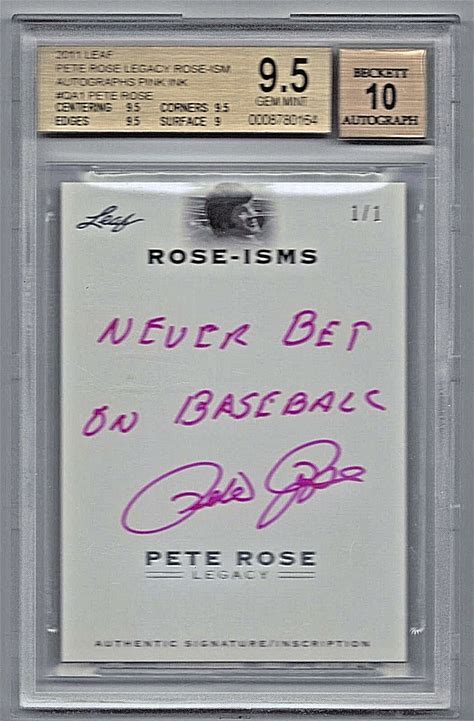 2011 LEAF
PETE ROSE LEGACY ROSE-ISM
AUTOGRAPHS PINK INK
#QA1 PETE ROSE
CENTERING 9.5 CORNERS 9.5
EDGES 9.5 SURFACE 9
9.5
GEM MINT
0008780164
BECKETT
10
AUTOGRAPH
Leaf
1/1
ROSE-ISMS
NEVER BET
ON BASEBALL
Pete Rose
PETE ROSE
LEGACY
AUTHENTIC SIGNATURE/INSCRIPTION